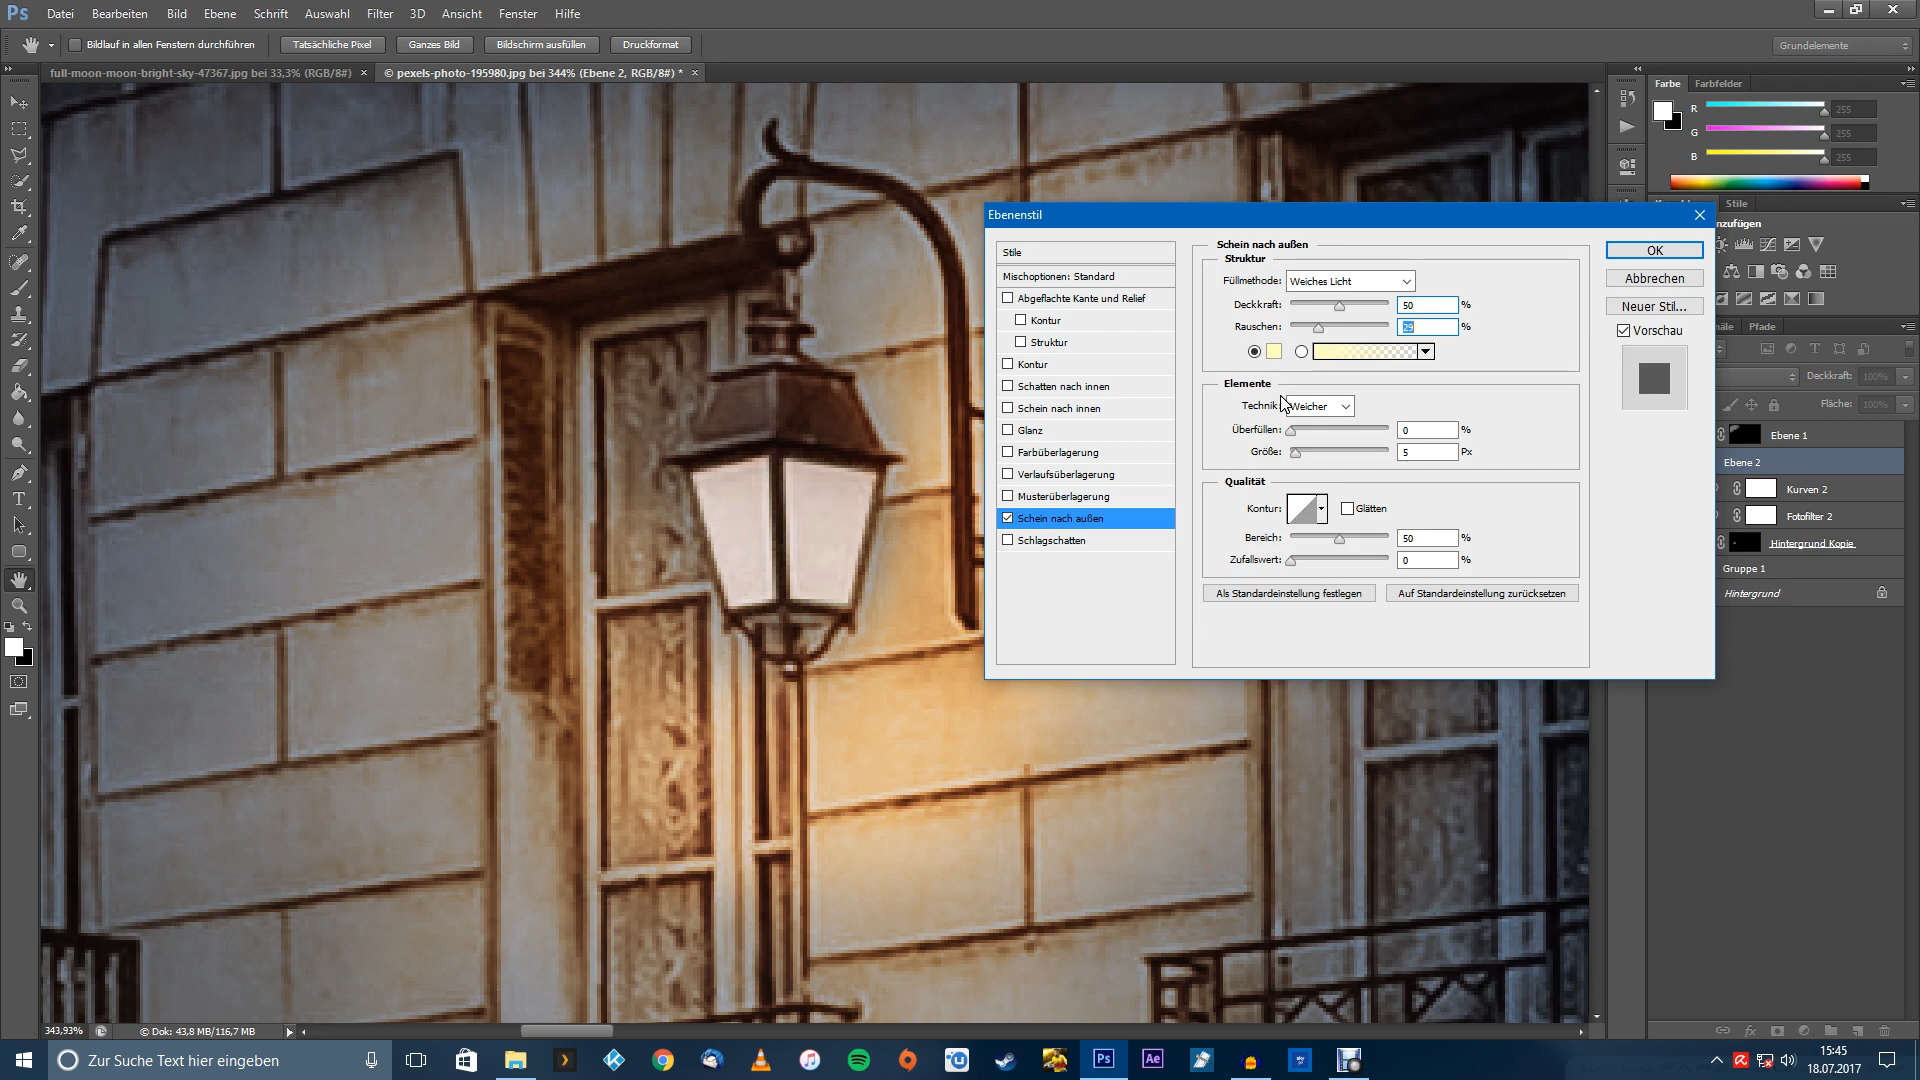 Ps Datei Bearbeiten Bild Ebene Schrift Auswahl Filter 3D Ansicht Fenster Hilfe
Bildlauf in allen Fenstern durchführen Tatsächliche Pixel Ganzes Bild Bildschirm ausfüllen Druckformat Grundelemente
full-moon-moon-bright-sky-47367.jpg bei 33,3% (RGB/8#) × © pexels-photo-195980.jpg bei 344% (Ebene 2, RGB/8#) * ×
Farbe Farbfelder
R 255
G 255
B 255
Stile
nzufügen
Pfade
Deckkraft: 100%
Fläche: 100%
Ebene 1
Ebene 2
Kurven 2
Fotofilter 2
Hintergrund Kopie
Gruppe 1
Hintergrund
Ebenenstil
Stile
Mischoptionen: Standard
Abgeflachte Kante und Relief
Kontur
Struktur
Kontur
Schatten nach innen
Schein nach innen
Glanz
Farbüberlagerung
Verlaufsüberlagerung
Musterüberlagerung
Schein nach außen
Schlagschatten
Schein nach außen
Struktur
Füllmethode: Weiches Licht
Deckkraft: 50 %
Rauschen: 29 %
Elemente
Technik: Weicher
Überfüllen: 0 %
Größe: 5 Px
Qualität
Kontur: Glätten
Bereich: 50 %
Zufallswert: 0 %
Als Standardeinstellung festlegen Auf Standardeinstellung zurücksetzen
OK
Abbrechen
Neuer Stil...
Vorschau
343,93% © Dok: 43,8 MB/116,7 MB
Zur Suche Text hier eingeben
Ps Ae
15:45
18.07.2017